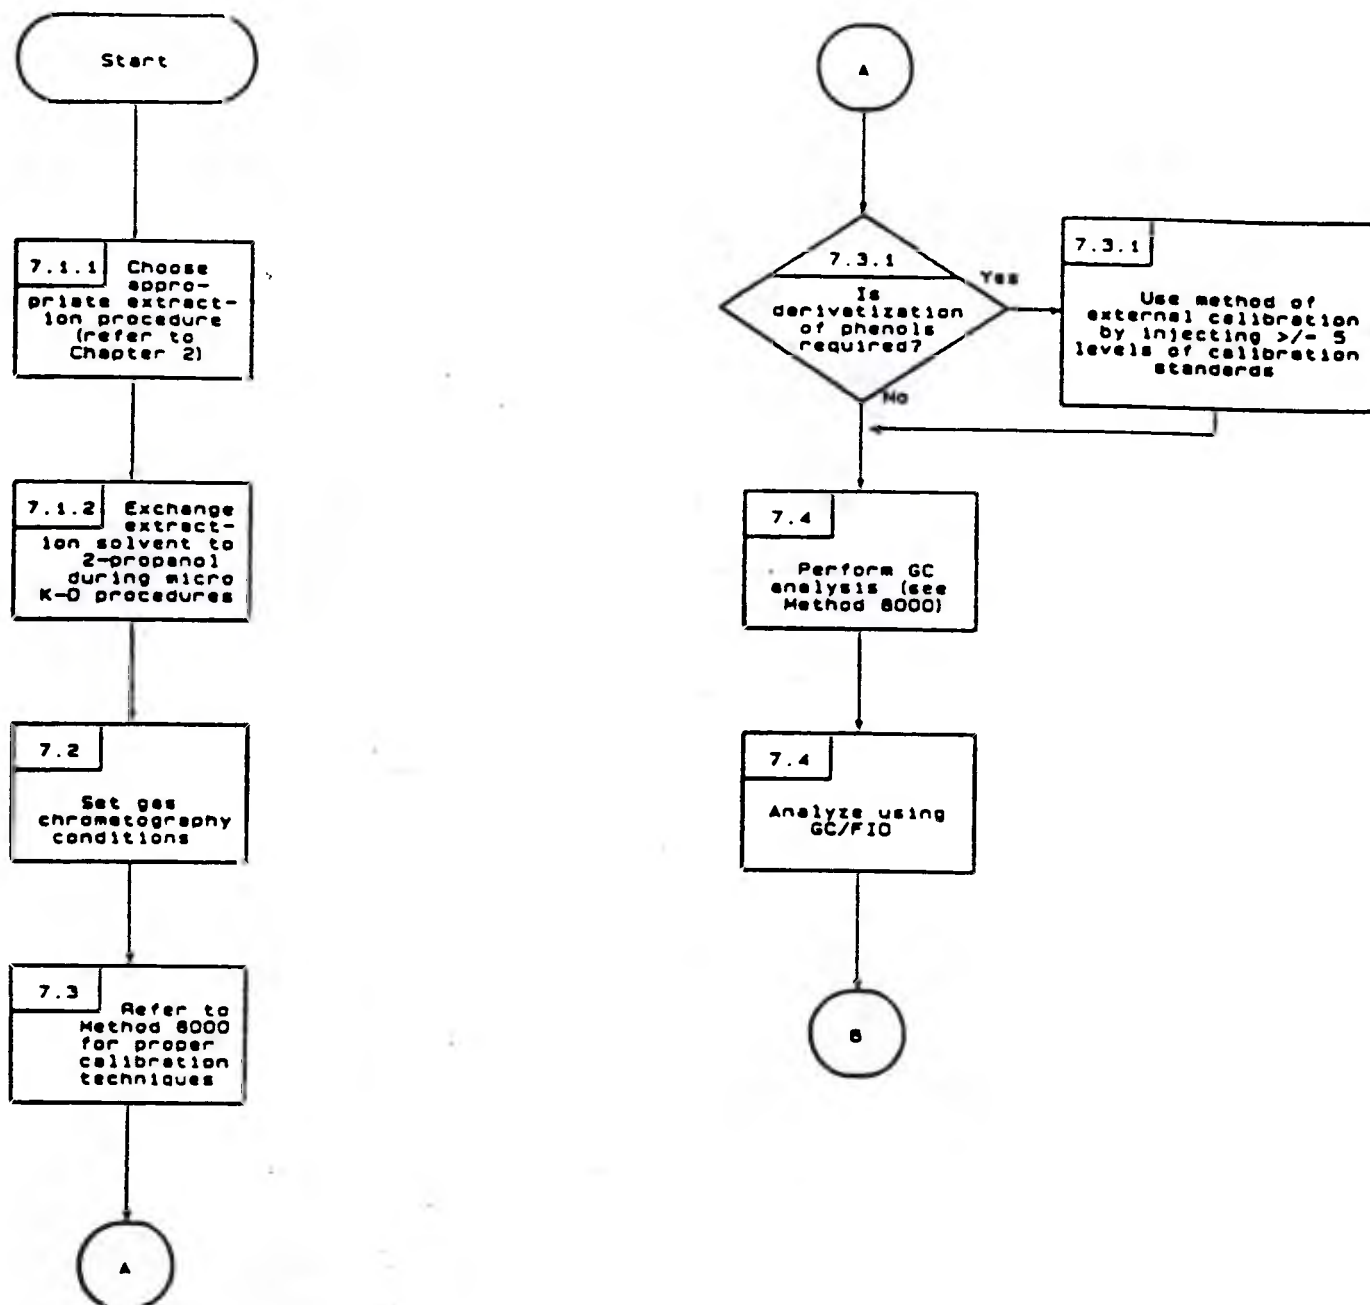 Start
7.1.1 Choose
appro-
priate extract-
ion procedure
(refer to
Chapter 2)
7.1.2 Exchange
extract-
ion solvent to
2-propanol
during micro
K-D procedures
7.2
Set gas
chromatography
conditions
7.3
Refer to
Method 8000
for proper
calibration
techniques
A
A
7.3.1
Is
derivatization
of phenols
required?
Yes
No
7.3.1
Use method of
external calibration
by injecting >/- 5
levels of calibration
standards
7.4
Perform GC
analysis (see
Method 8000)
7.4
Analyze using
GC/FID
B